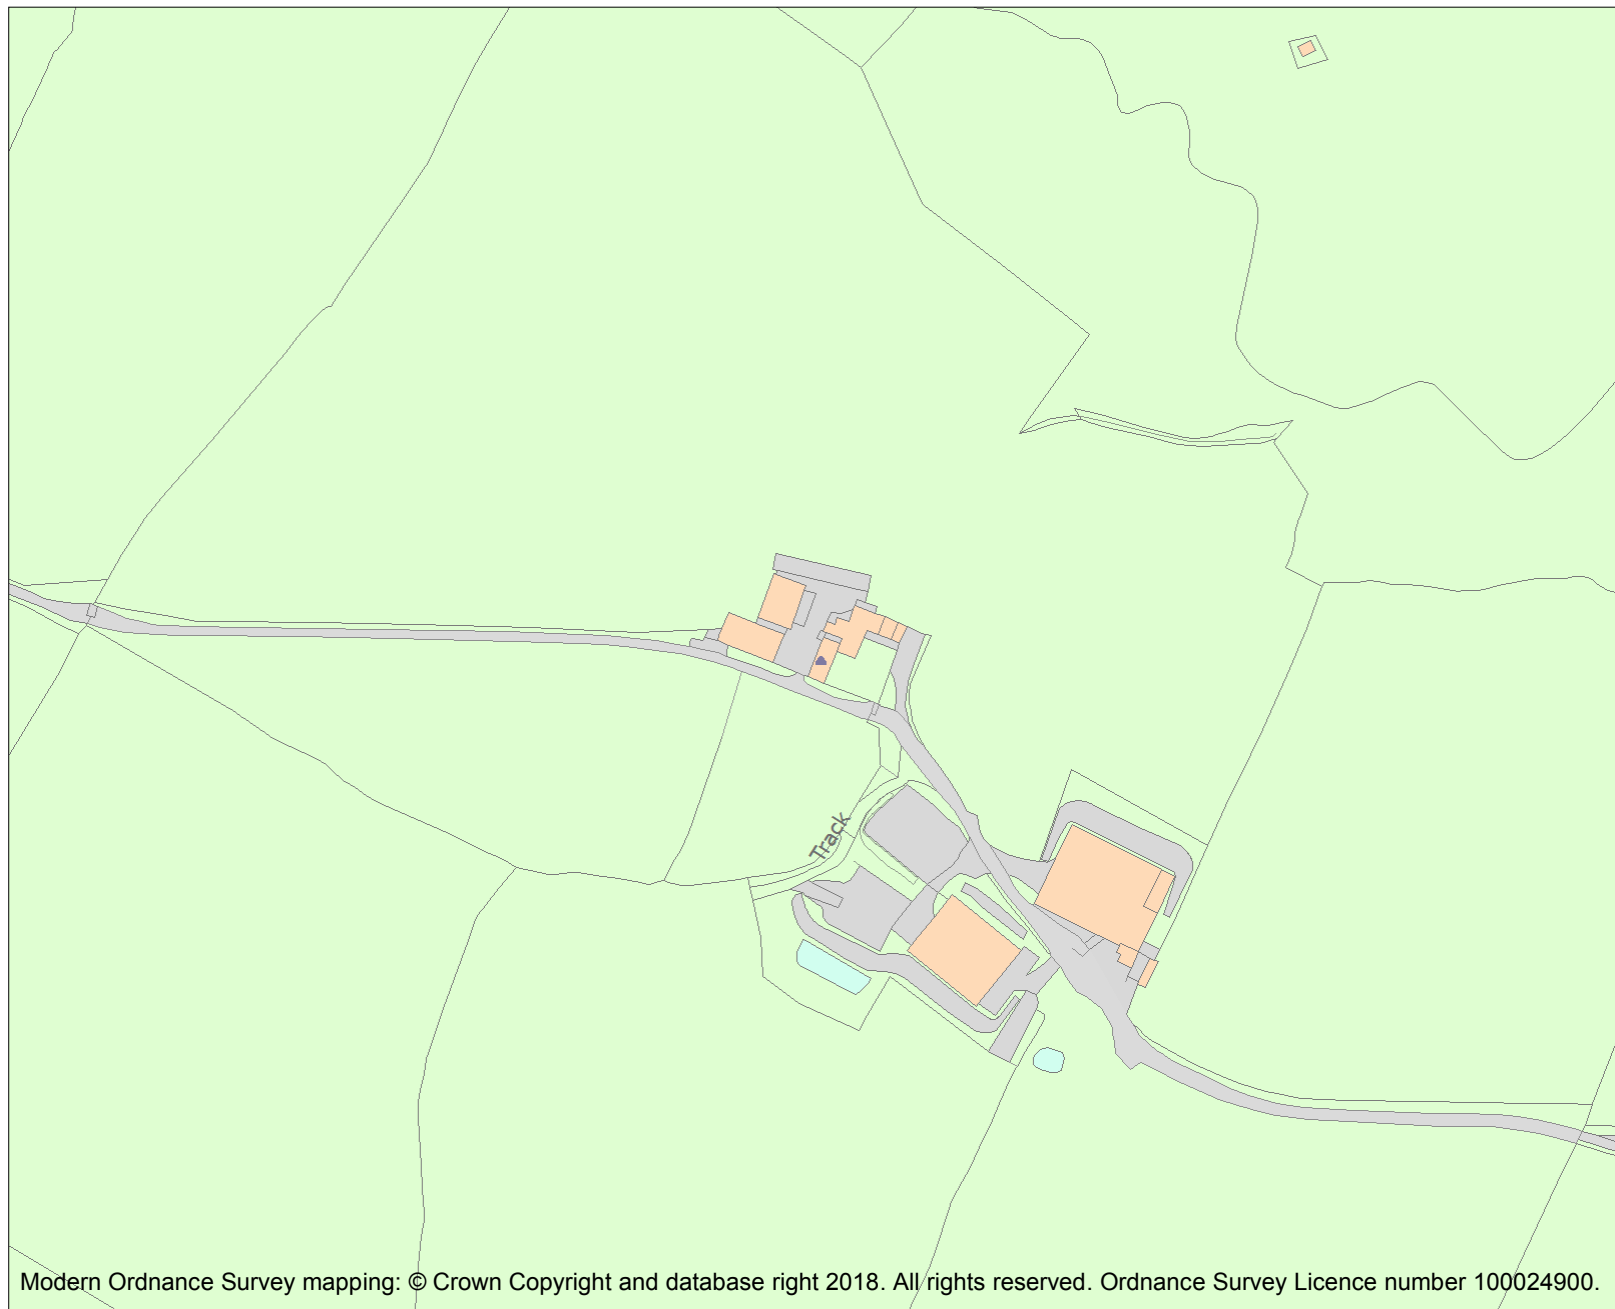 Track
Modern Ordnance Survey mapping: © Crown Copyright and database right 2018. All rights reserved. Ordnance Survey Licence number 100024900.